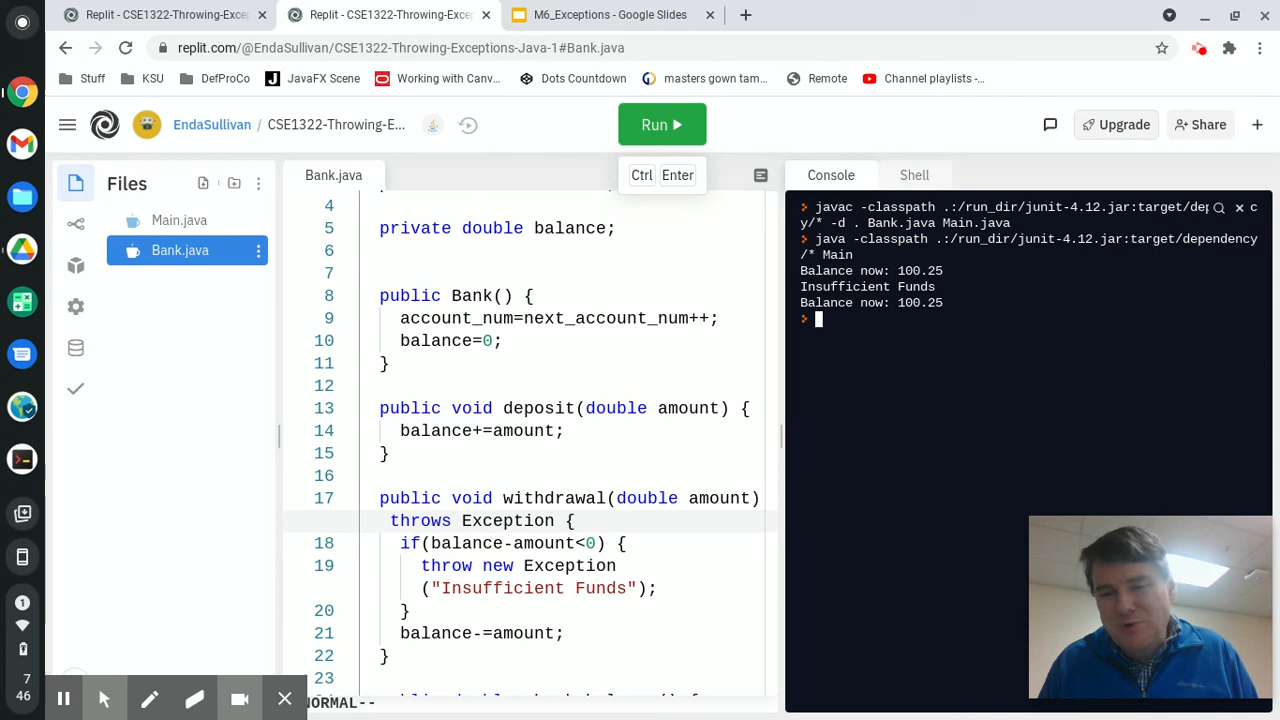 Replit - CSE1322-Throwing-Exce
Replit - CSE1322-Throwing-Exce
M6_Exceptions - Google Slides
replit.com/@EndaSullivan/CSE1322-Throwing-Exceptions-Java-1#Bank.java
Stuff
KSU
DefProCo
JavaFX Scene
Working with Canv...
Dots Countdown
masters gown tam...
Remote
Channel playlists -...
EndaSullivan / CSE1322-Throwing-E...
Run
Upgrade
Share
Ctrl Enter
Files
Main.java
Bank.java
Bank.java
4
5 private double balance;
6
7
8 public Bank() {
9 account_num=next_account_num++;
10 balance=0;
11 }
12
13 public void deposit(double amount) {
14 balance+=amount;
15 }
16
17 public void withdrawal(double amount)
throws Exception {
18 if(balance-amount<0) {
19 throw new Exception
("Insufficient Funds");
20 }
21 balance-=amount;
22 }
23
NORMAL--
Console
Shell
javac -classpath .:/run_dir/junit-4.12.jar:target/dep
y/* -d . Bank.java Main.java
java -classpath .:/run_dir/junit-4.12.jar:target/dependency
/* Main
Balance now: 100.25
Insufficient Funds
Balance now: 100.25
1
7
46